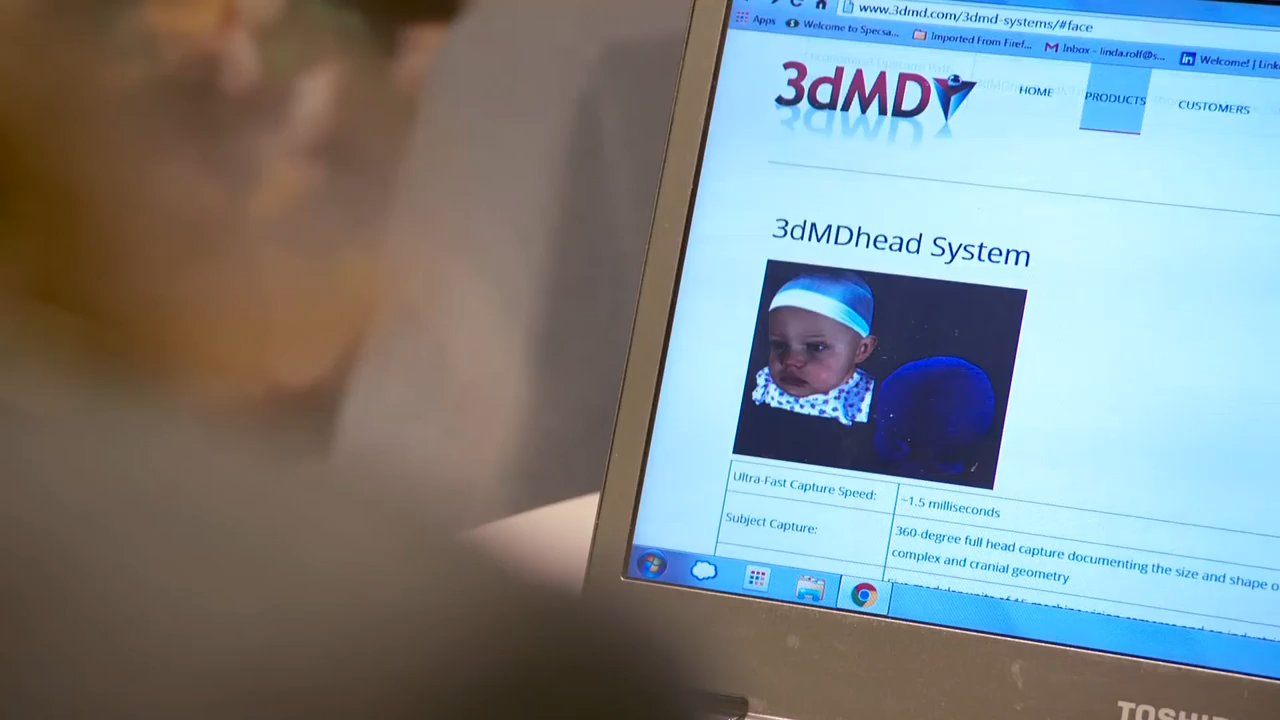 www.3dmd.com/3dmd-systems/#face
Apps Welcome to Specsa... Imported From Firef... Inbox - linda.rolf@s... Welcome! | Link
3dMD HOME PRODUCTS CUSTOMERS
3dMDhead System
Ultra-Fast Capture Speed: ~1.5 milliseconds
Subject Capture: 360-degree full head capture documenting the size and shape o
complex and cranial geometry
TOSHI